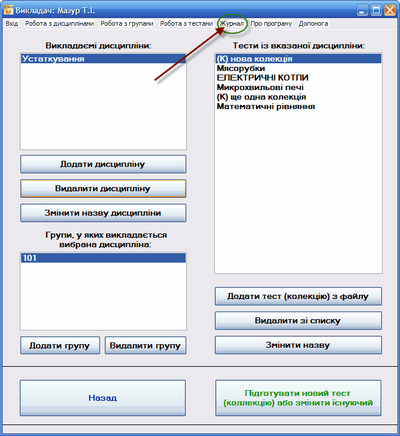 Викладач: Мазур Т.І.
Вхід Робота з дисциплінами Робота з групами Робота з тестами Журнал Про програму Допомога
Викладаємі дисципліни:
Устаткування
Додати дисципліну
Видалити дисципліну
Змінити назву дисципліни
Групи, у яких викладається
вибрана дисципліна:
101
Додати групу
Видалити групу
Тести із вказаної дисципліни:
(К) нова колекція
Мясорубки
ЕЛЕКТРИЧНІ КОТЛИ
Микрохвильові печі
(К) ще одна колекція
Математичні рівняння
Додати тест (колекцію) з файлу
Видалити зі списку
Змінити назву
Назад
Підготувати новий тест
(коллекцію) або змінити існуючий